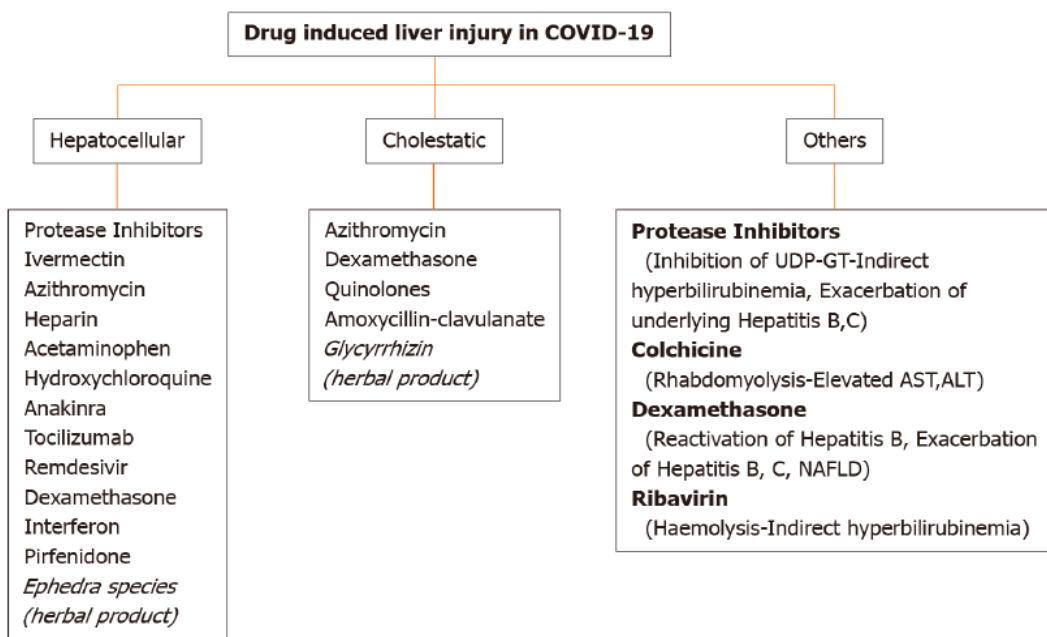 Drug induced liver injury in COVID-19
Hepatocellular
Cholestatic
Others
Protease Inhibitors
Ivermectin
Azithromycin
Heparin
Acetaminophen
Hydroxychloroquine
Anakinra
Tocilizumab
Remdesivir
Dexamethasone
Interferon
Pirfenidone
Ephedra species
(herbal product)
Azithromycin
Dexamethasone
Quinolones
Amoxycillin-clavulanate
Glycyrrhizin
(herbal product)
Protease Inhibitors
(Inhibition of UDP-GT-Indirect
hyperbilirubinemia, Exacerbation of
underlying Hepatitis B,C)
Colchicine
(Rhabdomyolysis-Elevated AST,ALT)
Dexamethasone
(Reactivation of Hepatitis B, Exacerbation
of Hepatitis B, C, NAFLD)
Ribavirin
(Haemolysis-Indirect hyperbilirubinemia)